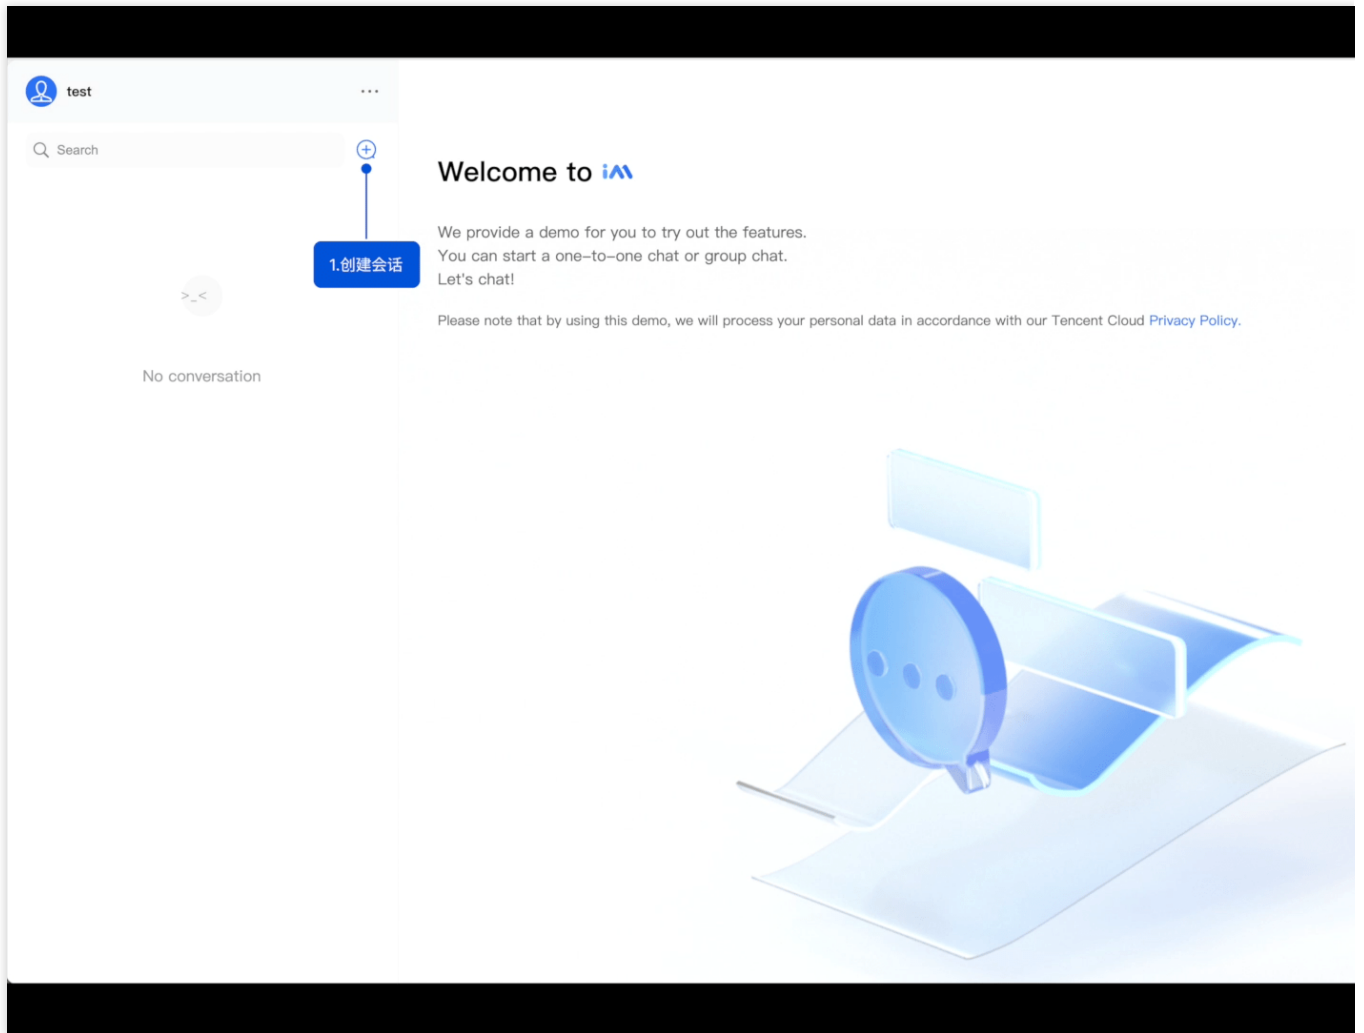 test
Search
1.创建会话
>_<
No conversation
Welcome to iM
We provide a demo for you to try out the features.
You can start a one-to-one chat or group chat.
Let's chat!
Please note that by using this demo, we will process your personal data in accordance with our Tencent Cloud Privacy Policy.